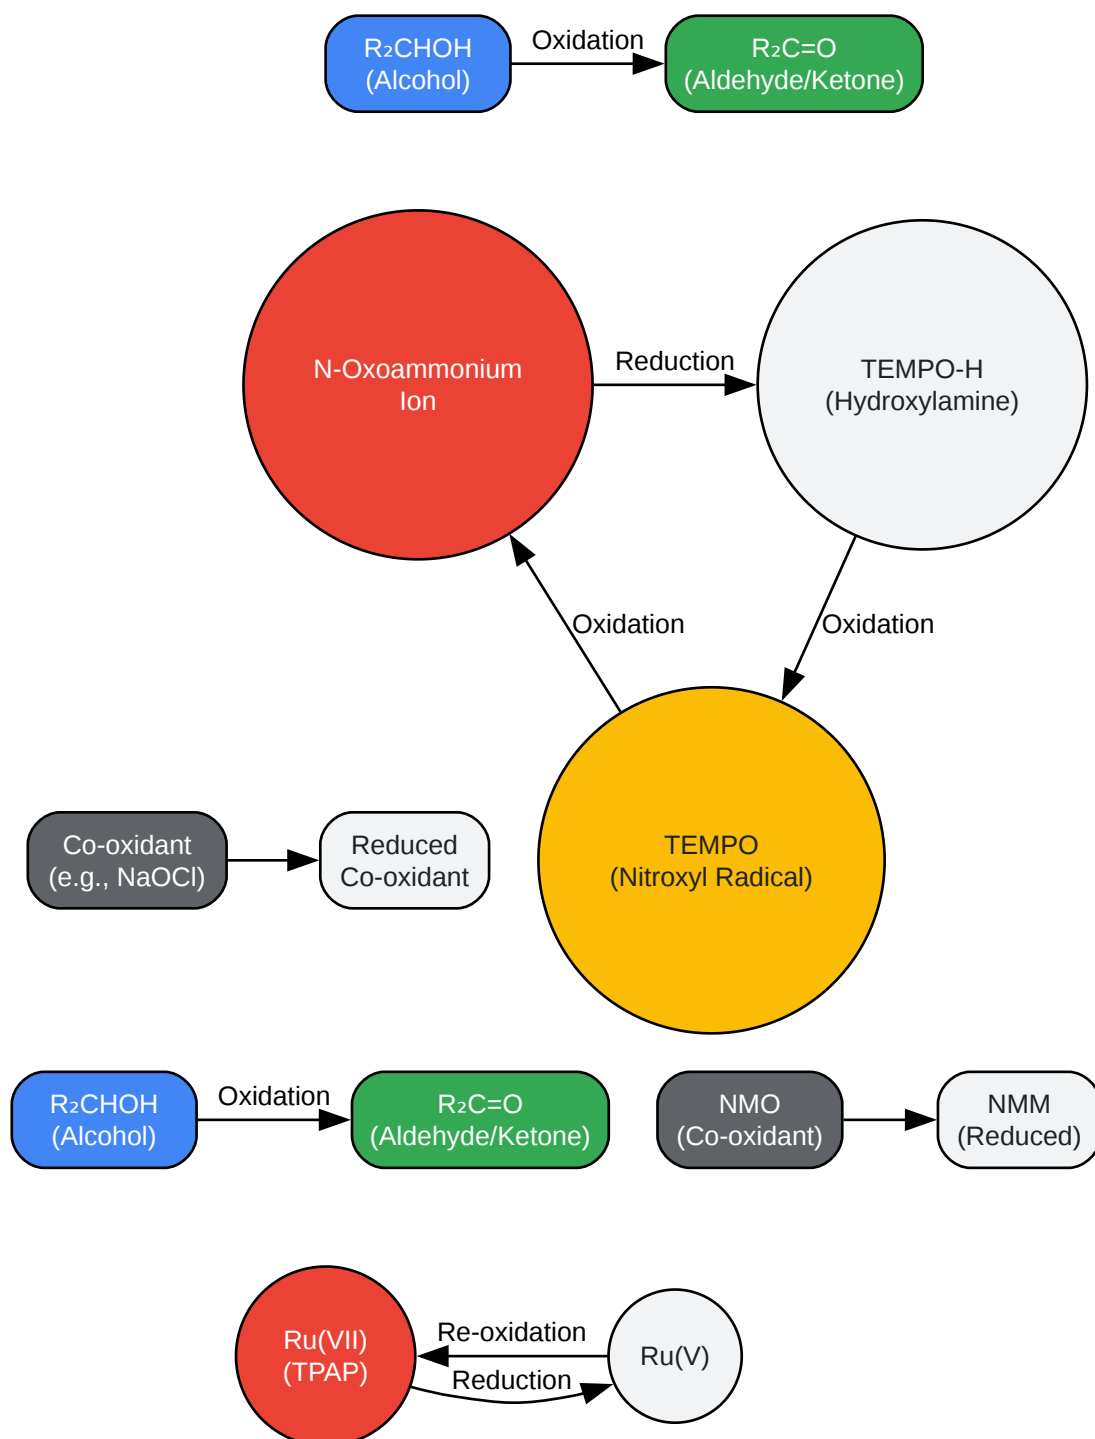 R₂CHOH
(Alcohol)
Oxidation
R₂C=O
(Aldehyde/Ketone)
N-Oxoammonium
Ion
Reduction
TEMPO-H
(Hydroxylamine)
Oxidation
Oxidation
TEMPO
(Nitroxyl Radical)
Co-oxidant
(e.g., NaOCl)
Reduced
Co-oxidant
R₂CHOH
(Alcohol)
Oxidation
R₂C=O
(Aldehyde/Ketone)
NMO
(Co-oxidant)
NMM
(Reduced)
Ru(VII)
(TPAP)
Re-oxidation
Reduction
Ru(V)